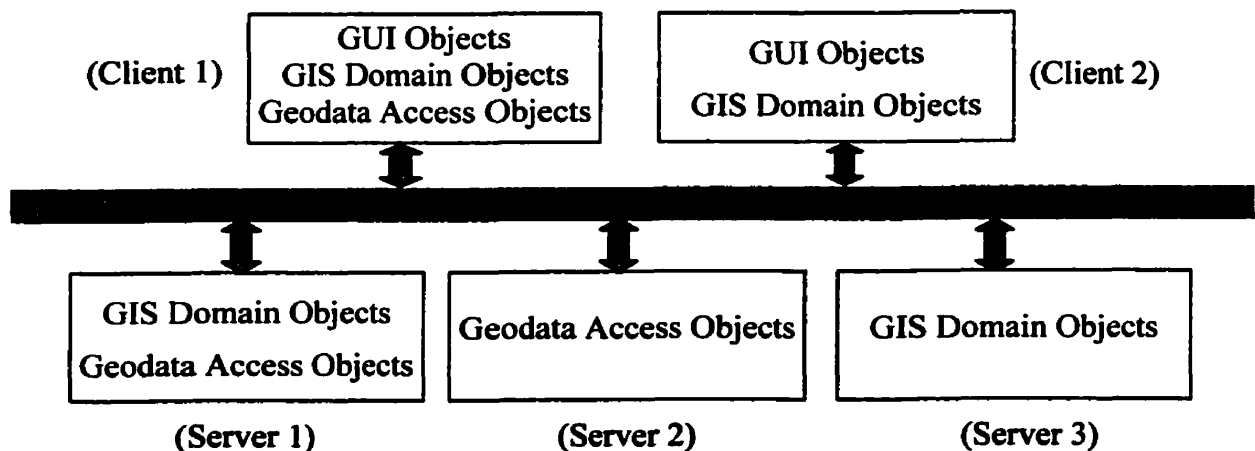 (Client 1)
GUI Objects
GIS Domain Objects
Geodata Access Objects
GUI Objects
GIS Domain Objects
(Client 2)
GIS Domain Objects
Geodata Access Objects
(Server 1)
Geodata Access Objects
(Server 2)
GIS Domain Objects
(Server 3)